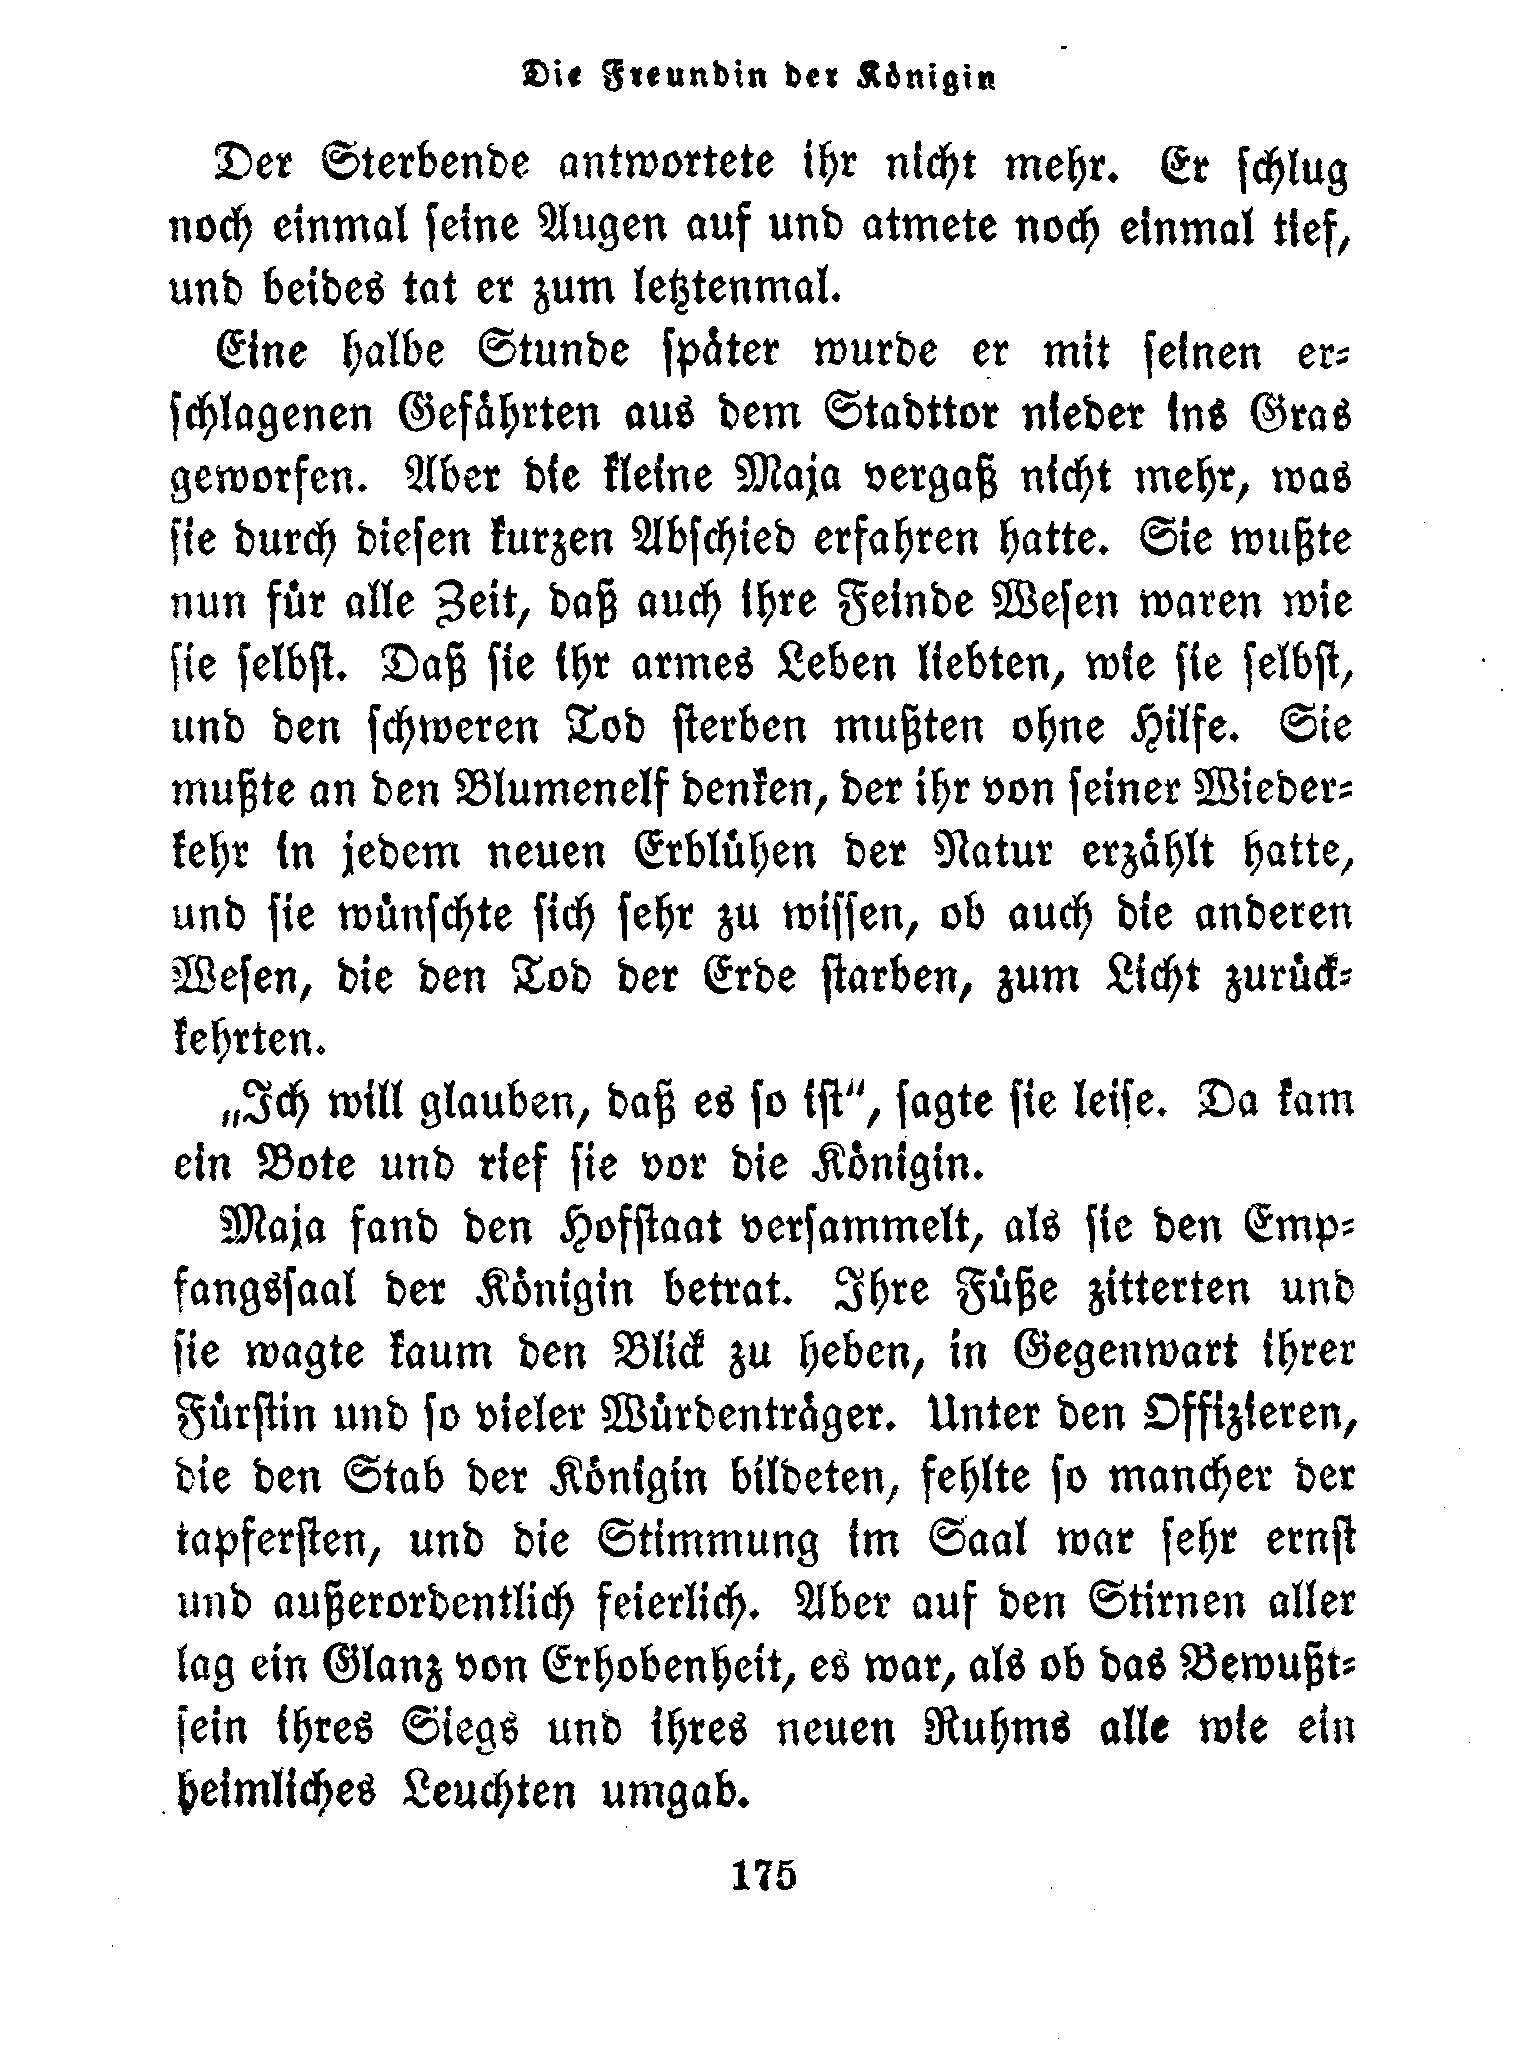 Die Freundin der Königin
Der Sterbende antwortete ihr nicht mehr. Er schlug
noch einmal seine Augen auf und atmete noch einmal tief,
und beides tat er zum letztenmal.
Eine halbe Stunde später wurde er mit seinen er-
schlagenen Gefährten aus dem Stadttor nieder ins Gras
geworfen. Aber die kleine Maja vergaß nicht mehr, was
sie durch diesen kurzen Abschied erfahren hatte. Sie wußte
nun für alle Zeit, daß auch ihre Feinde Wesen waren wie
sie selbst. Daß sie ihr armes Leben liebten, wie sie selbst,
und den schweren Tod sterben mußten ohne Hilfe. Sie
mußte an den Blumenelf denken, der ihr von seiner Wieder-
kehr in jedem neuen Erblühen der Natur erzählt hatte,
und sie wünschte sich sehr zu wissen, ob auch die anderen
Wesen, die den Tod der Erde starben, zum Licht zurück-
kehrten.
„Ich will glauben, daß es so ist“, sagte sie leise. Da kam
ein Bote und rief sie vor die Königin.
Maja fand den Hofstaat versammelt, als sie den Emp-
fangssaal der Königin betrat. Ihre Füße zitterten und
sie wagte kaum den Blick zu heben, in Gegenwart ihrer
Fürstin und so vieler Würdenträger. Unter den Offizieren,
die den Stab der Königin bildeten, fehlte so mancher der
tapfersten, und die Stimmung im Saal war sehr ernst
und außerordentlich feierlich. Aber auf den Stirnen aller
lag ein Glanz von Erhobenheit, es war, als ob das Bewußt-
sein ihres Siegs und ihres neuen Ruhms alle wie ein
heimliches Leuchten umgab.
175